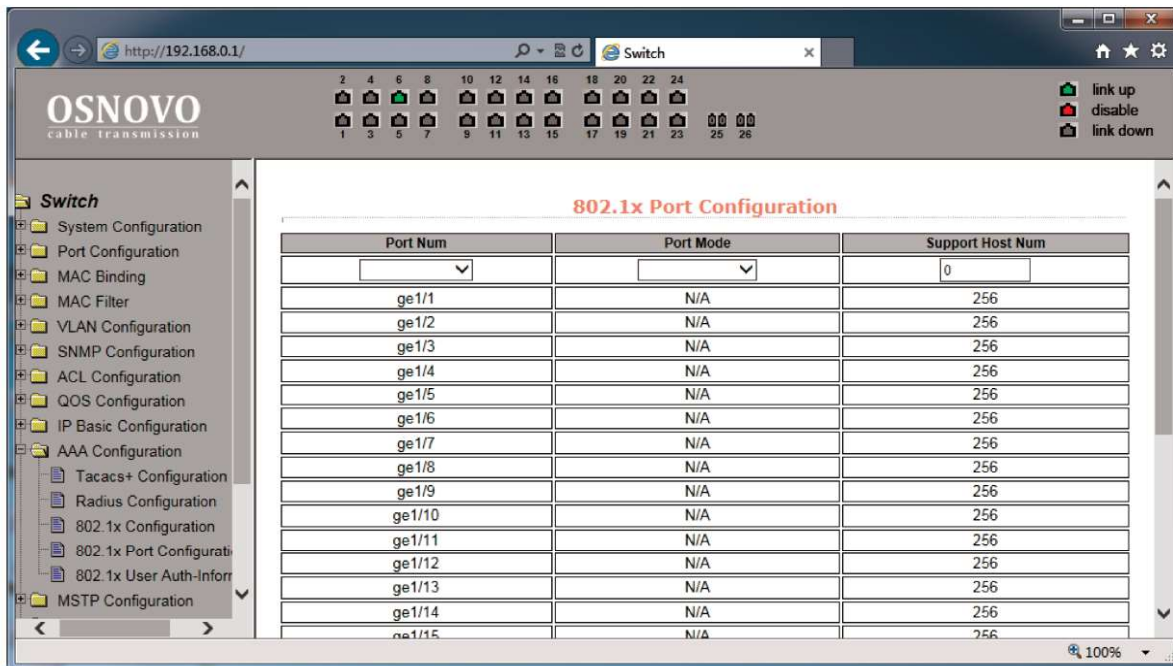 http://192.168.0.1/
Switch
OSNOVO
cable transmission
2 4 6 8 10 12 14 16 18 20 22 24
1 3 5 7 9 11 13 15 17 19 21 23 25 26
link up
disable
link down
Switch
System Configuration
Port Configuration
MAC Binding
MAC Filter
VLAN Configuration
SNMP Configuration
ACL Configuration
QOS Configuration
IP Basic Configuration
AAA Configuration
Tacacs+ Configuration
Radius Configuration
802.1x Configuration
802.1x Port Configurati
802.1x User Auth-Inforr
MSTP Configuration
802.1x Port Configuration
Port Num Port Mode Support Host Num
0
ge1/1 N/A 256
ge1/2 N/A 256
ge1/3 N/A 256
ge1/4 N/A 256
ge1/5 N/A 256
ge1/6 N/A 256
ge1/7 N/A 256
ge1/8 N/A 256
ge1/9 N/A 256
ge1/10 N/A 256
ge1/11 N/A 256
ge1/12 N/A 256
ge1/13 N/A 256
ge1/14 N/A 256
ge1/15 N/A 256
100%